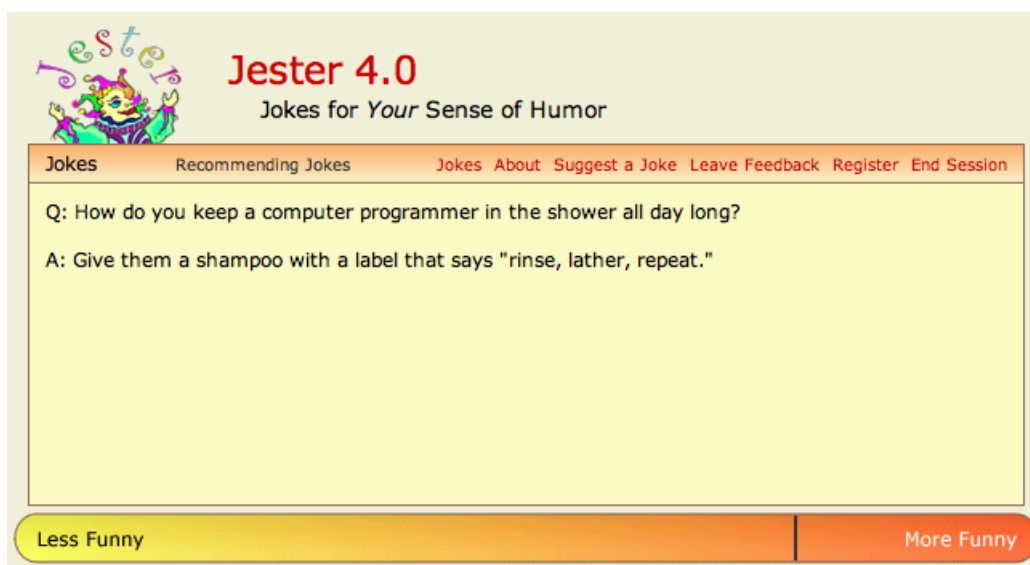 Jester
Jester 4.0
Jokes for Your Sense of Humor
Jokes Recommending Jokes Jokes About Suggest a Joke Leave Feedback Register End Session
Q: How do you keep a computer programmer in the shower all day long?
A: Give them a shampoo with a label that says "rinse, lather, repeat."
Less Funny More Funny